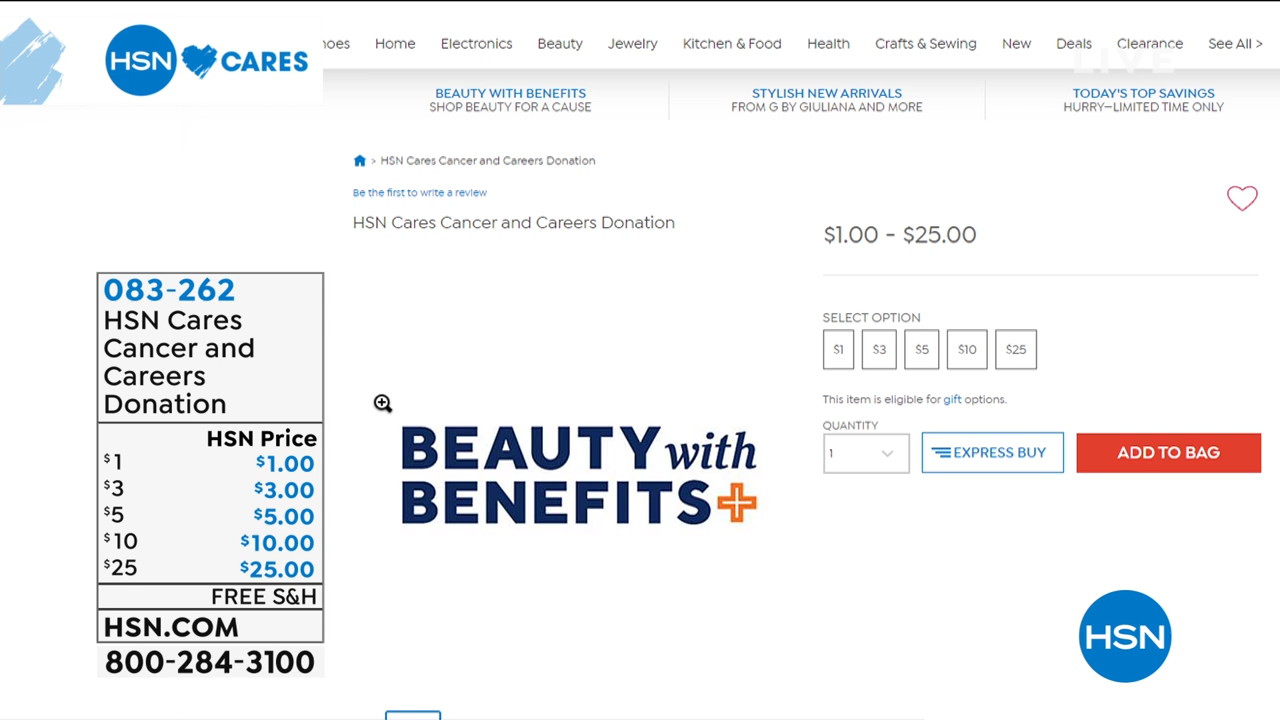 HSN CARES
hoes Home Electronics Beauty Jewelry Kitchen & Food Health Crafts & Sewing New Deals Clearance See All >
LIVE
BEAUTY WITH BENEFITS
SHOP BEAUTY FOR A CAUSE
STYLISH NEW ARRIVALS
FROM G BY GIULIANA AND MORE
TODAY'S TOP SAVINGS
HURRY—LIMITED TIME ONLY
> HSN Cares Cancer and Careers Donation
Be the first to write a review
HSN Cares Cancer and Careers Donation
$1.00 - $25.00
SELECT OPTION
$1 $3 $5 $10 $25
This item is eligible for gift options.
QUANTITY
1
EXPRESS BUY
ADD TO BAG
083-262
HSN Cares
Cancer and
Careers
Donation
HSN Price
$1 $1.00
$3 $3.00
$5 $5.00
$10 $10.00
$25 $25.00
FREE S&H
HSN.COM
800-284-3100
BEAUTY with
BENEFITS+
HSN